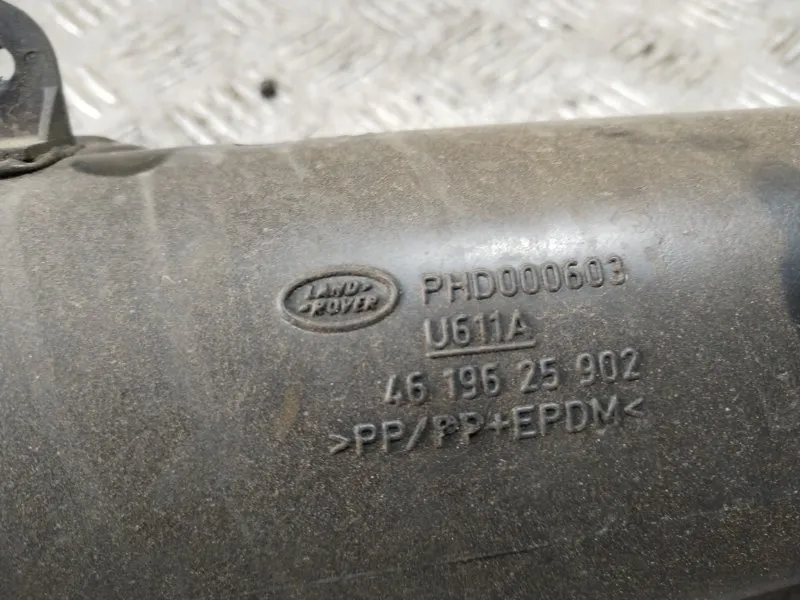 LAND
ROVER
PHD000603
U611A
46 196 25 902
>PP/PP+EPDM<